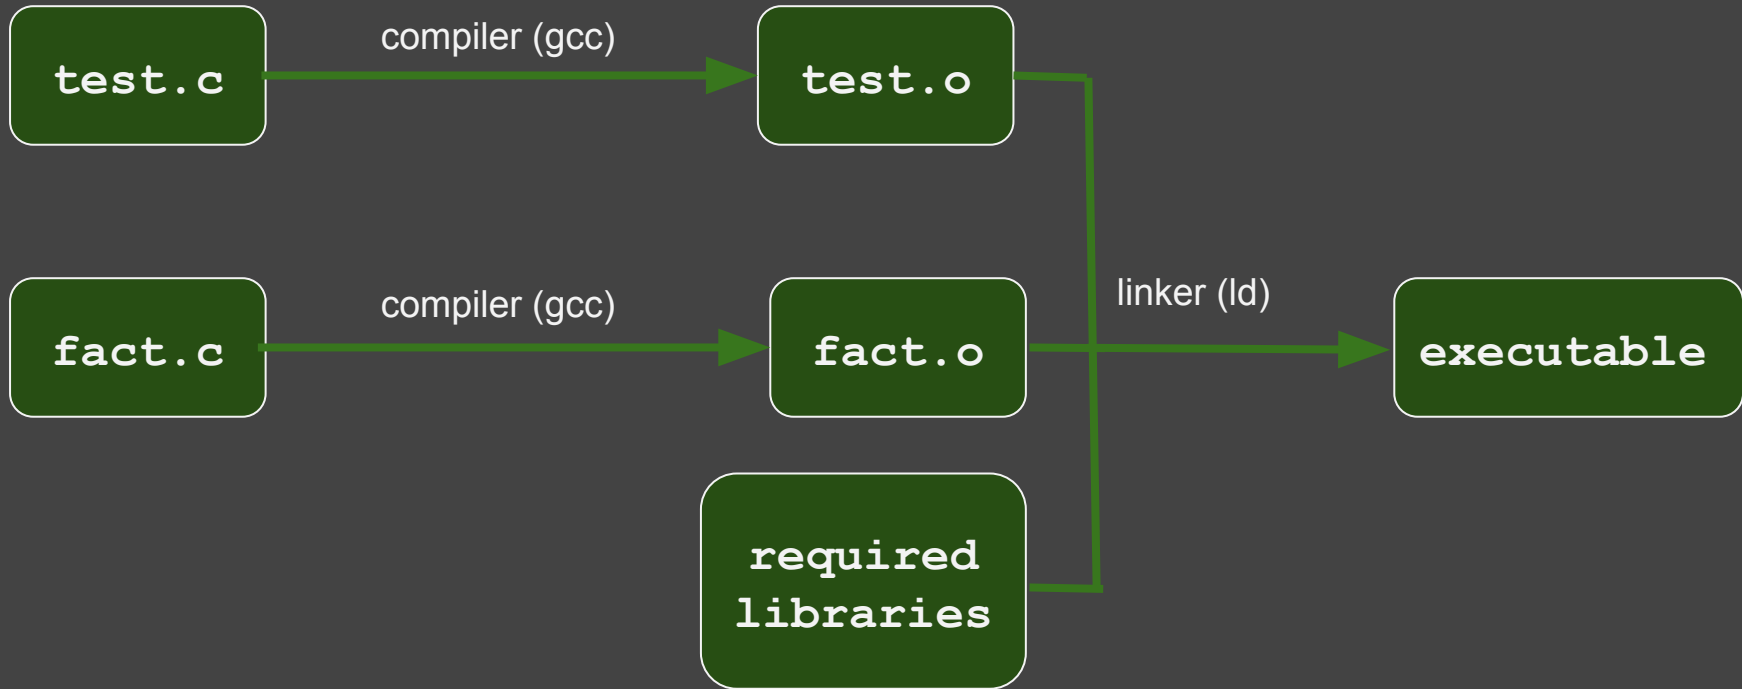 test.c
compiler (gcc)
test.o
fact.c
compiler (gcc)
fact.o
linker (ld)
executable
required
libraries